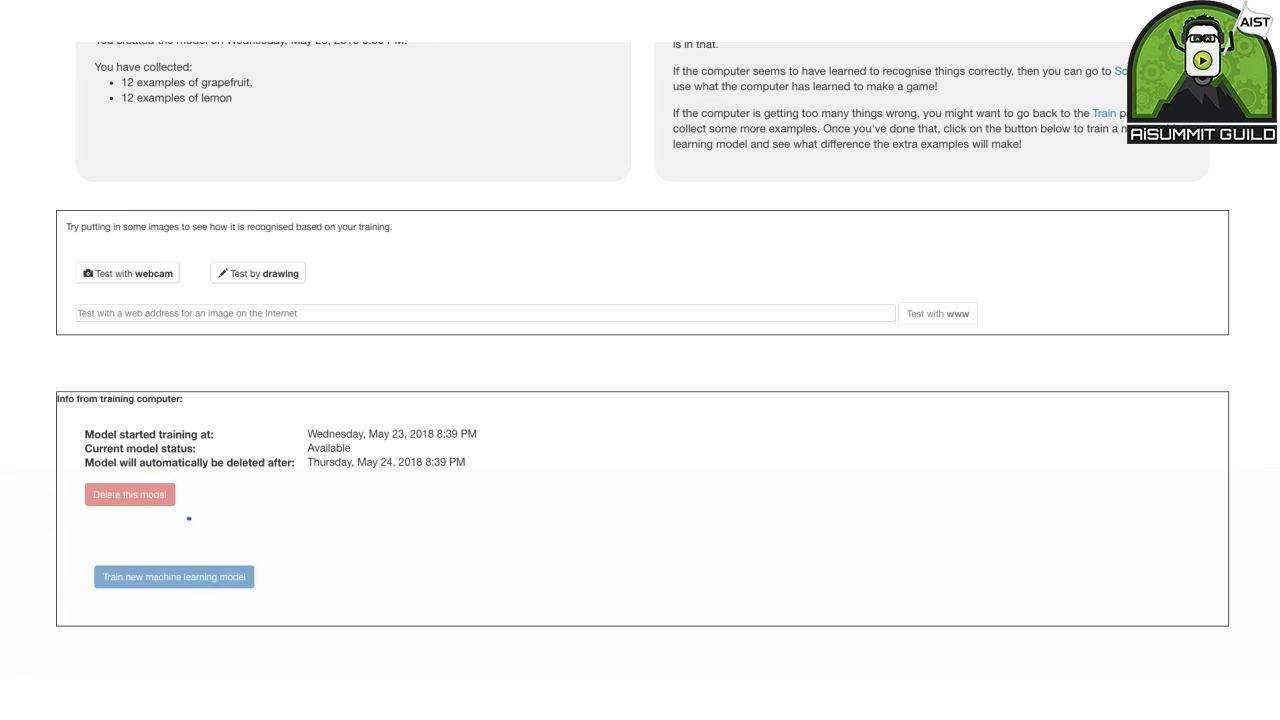 You have collected:
• 12 examples of grapefruit,
• 12 examples of lemon
is in that.
If the computer seems to have learned to recognise things correctly, then you can go to
use what the computer has learned to make a game!
If the computer is getting too many things wrong, you might want to go back to the Train
collect some more examples. Once you've done that, click on the button below to train a
learning model and see what difference the extra examples will make!
AIST
AiSUMMIT GUILD
Try putting in some images to see how it is recognised based on your training.
Test with webcam
Test by drawing
Test with a web address for an image on the Internet
Test with www
Info from training computer:
Model started training at: Wednesday, May 23, 2018 8:39 PM
Current model status: Available
Model will automatically be deleted after: Thursday, May 24, 2018 8:39 PM
Delete this model
Train new machine learning model